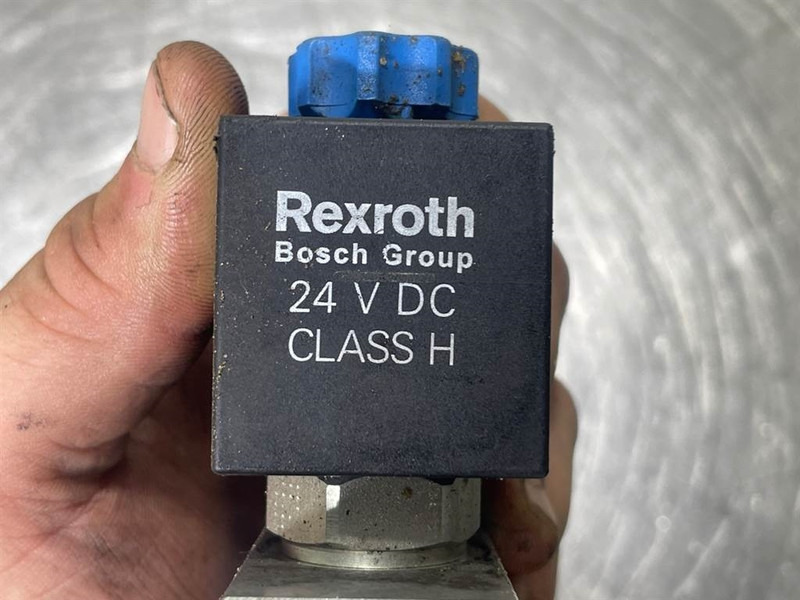 Rexroth
Bosch Group
24 V DC
CLASS H